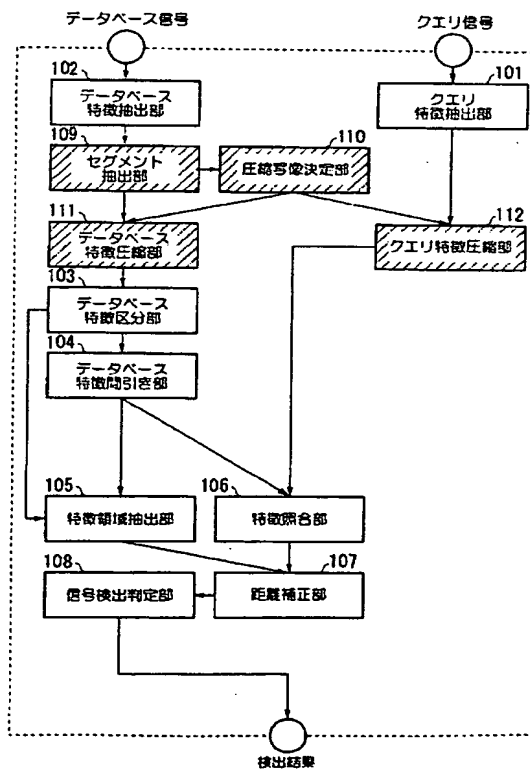 データベース信号
クエリ信号
102
データベース
特徴抽出部
101
クエリ
特徴抽出部
109
セグメント
抽出部
110
圧縮写像決定部
111
データベース
特徴圧縮部
112
クエリ特徴圧縮部
103
データベース
特徴区分部
104
データベース
特徴間引き部
105
特徴領域抽出部
106
特徴照合部
108
信号検出判定部
107
距離補正部
検出結果